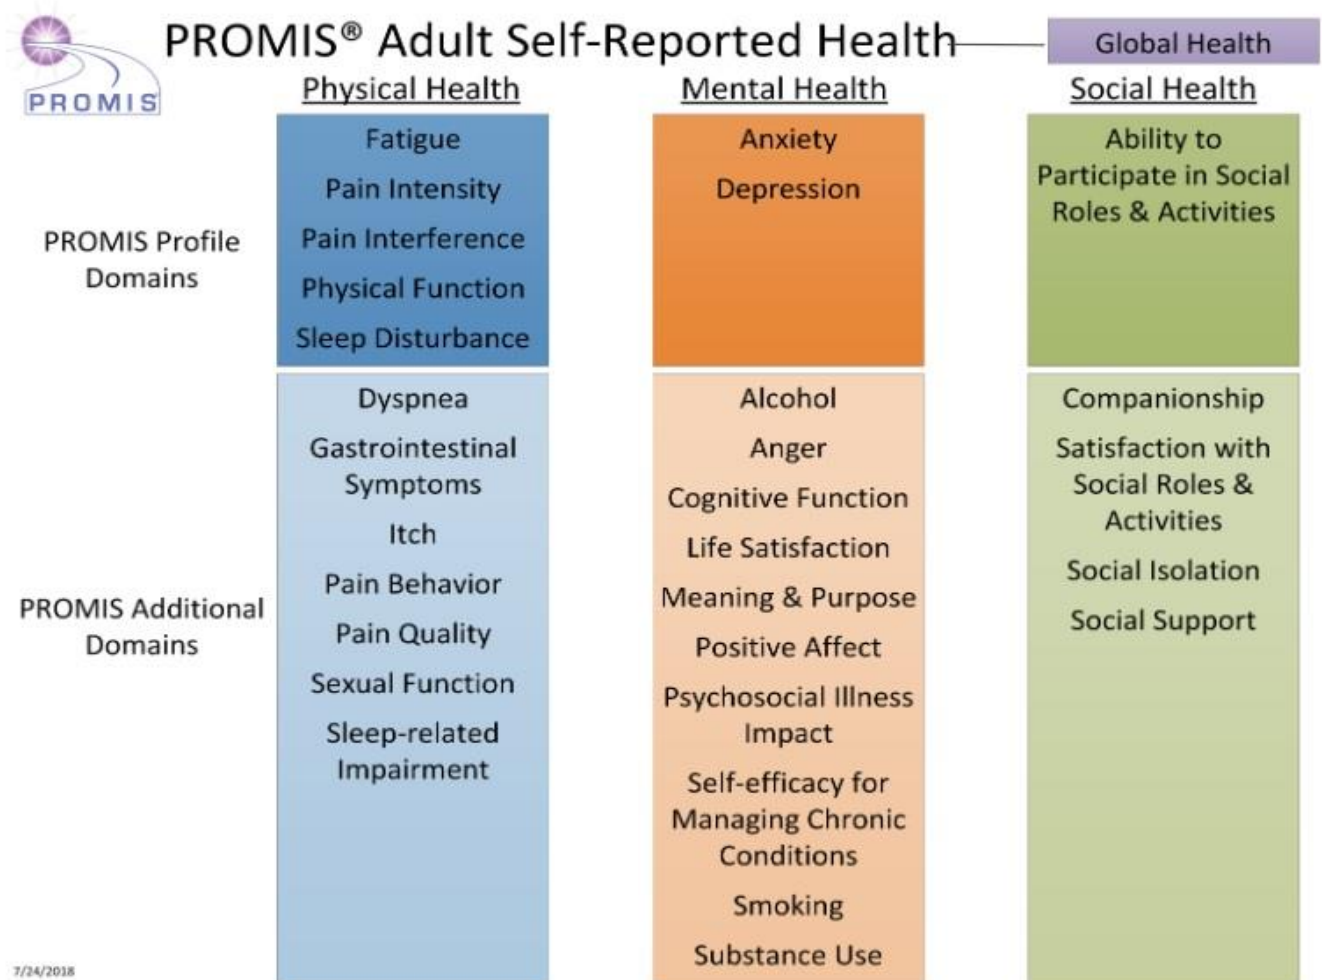 PROMIS® Adult Self-Reported Health
Global Health
PROMIS
Physical Health
Mental Health
Social Health
PROMIS Profile
Domains
Fatigue
Pain Intensity
Pain Interference
Physical Function
Sleep Disturbance
Anxiety
Depression
Ability to
Participate in Social
Roles & Activities
PROMIS Additional
Domains
Dyspnea
Gastrointestinal
Symptoms
Itch
Pain Behavior
Pain Quality
Sexual Function
Sleep-related
Impairment
Alcohol
Anger
Cognitive Function
Life Satisfaction
Meaning & Purpose
Positive Affect
Psychosocial Illness
Impact
Self-efficacy for
Managing Chronic
Conditions
Smoking
Substance Use
Companionship
Satisfaction with
Social Roles &
Activities
Social Isolation
Social Support
7/24/2018